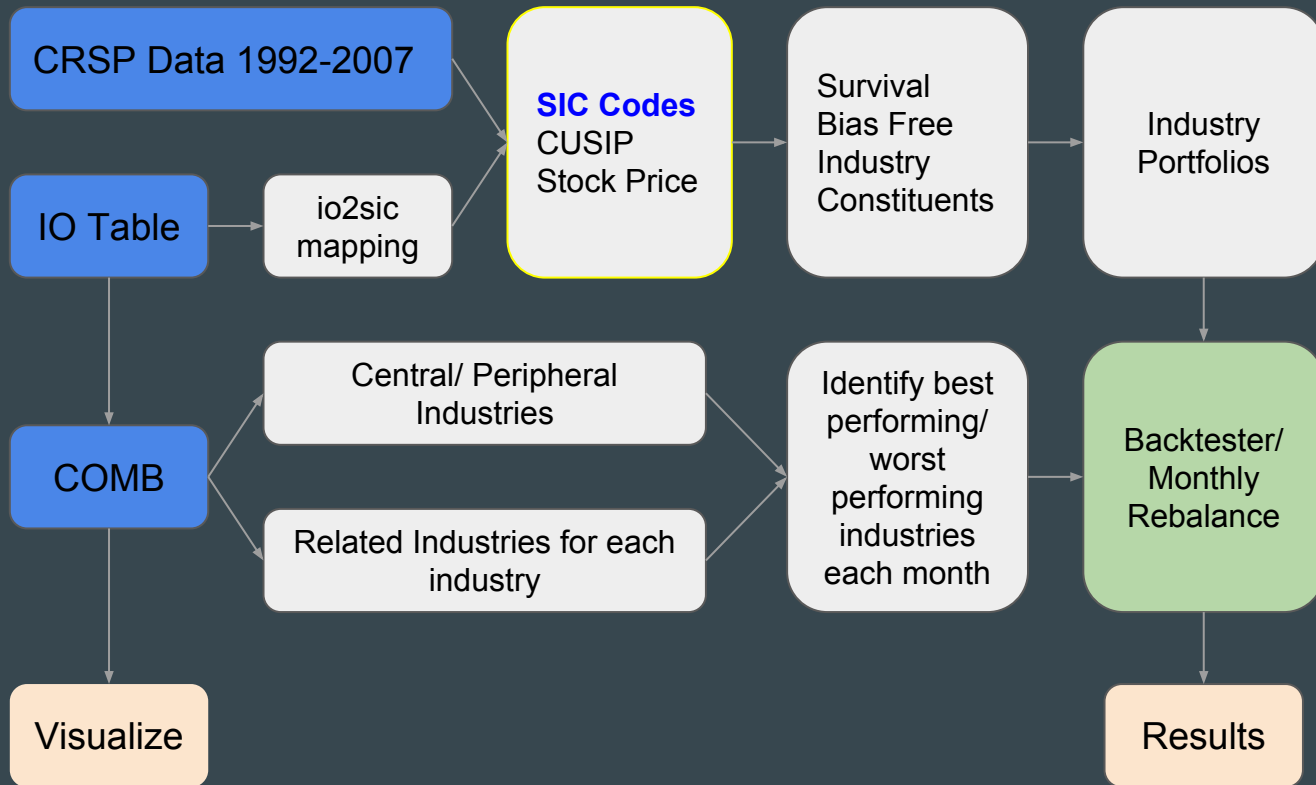 CRSP Data 1992-2007
SIC Codes
CUSIP
Stock Price
Survival
Bias Free
Industry
Constituents
Industry
Portfolios
IO Table
io2sic
mapping
Central/ Peripheral
Industries
COMB
Related Industries for each
industry
Identify best
performing/
worst
performing
industries
each month
Backtester/
Monthly
Rebalance
Visualize
Results